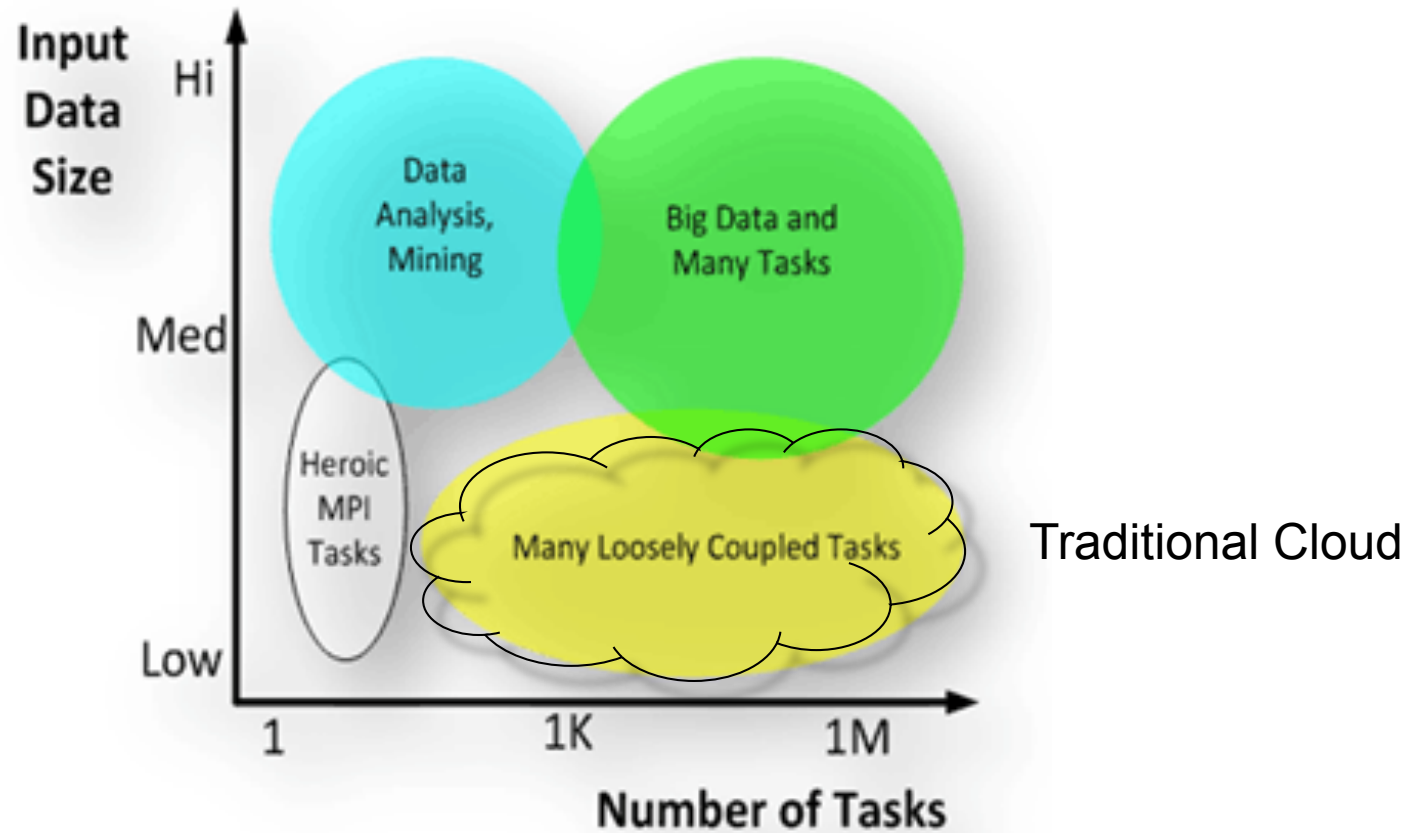 Input
Data
Size
Hi
Med
Low
Data
Analysis,
Mining
Big Data and
Many Tasks
Heroic
MPI
Tasks
Many Loosely Coupled Tasks
Traditional Cloud
1
1K
1M
Number of Tasks